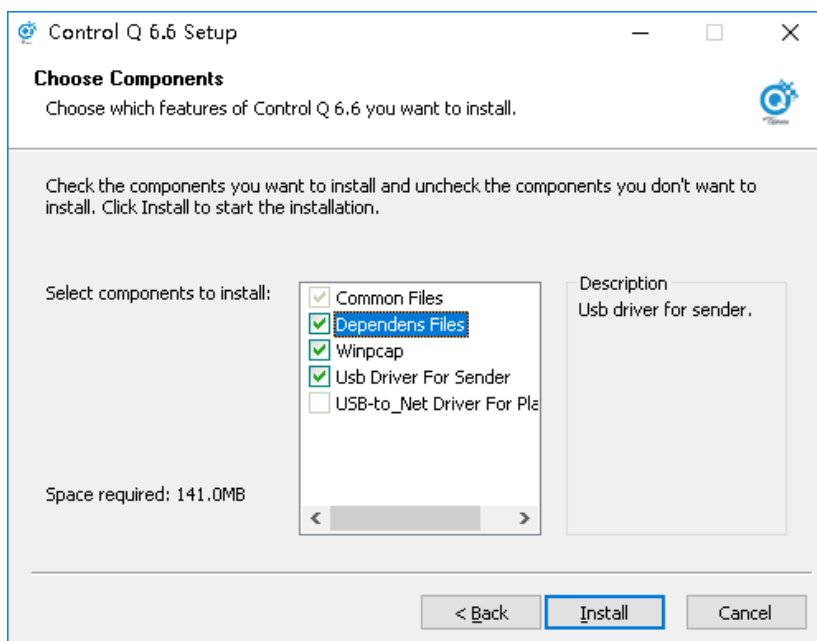 Control Q 6.6 Setup
Choose Components
Choose which features of Control Q 6.6 you want to install.
Check the components you want to install and uncheck the components you don't want to
install. Click Install to start the installation.
Select components to install:
Common Files
Dependens Files
Winpcap
Usb Driver For Sender
USB-to_Net Driver For Pla
Description
Usb driver for sender.
Space required: 141.0MB
< Back
Install
Cancel